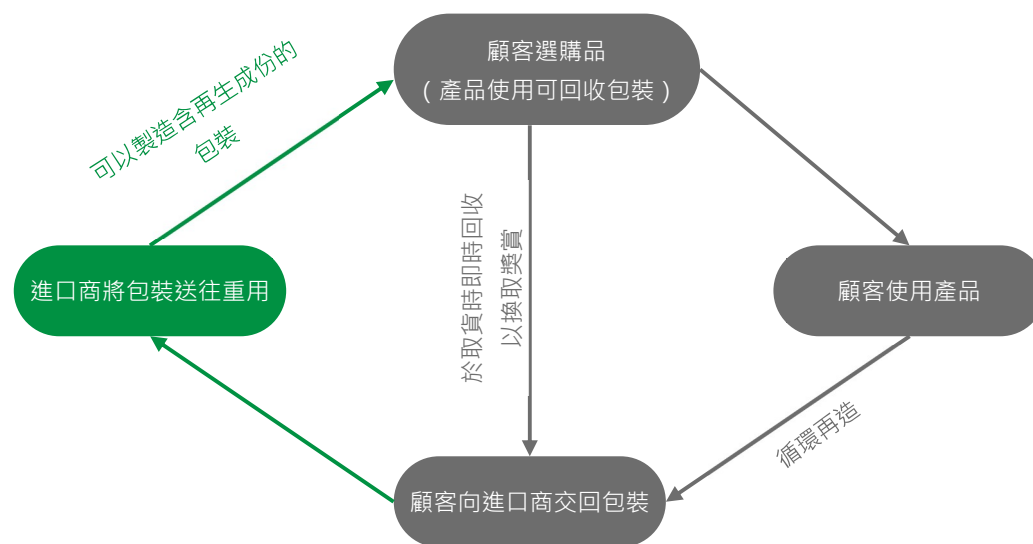 顧客選購品
（產品使用可回收包裝）
可以製造含再生成份的
包裝
於取貨時即時回收
以換取獎賞
進口商將包裝送往重用
顧客使用產品
循環再造
顧客向進口商交回包裝